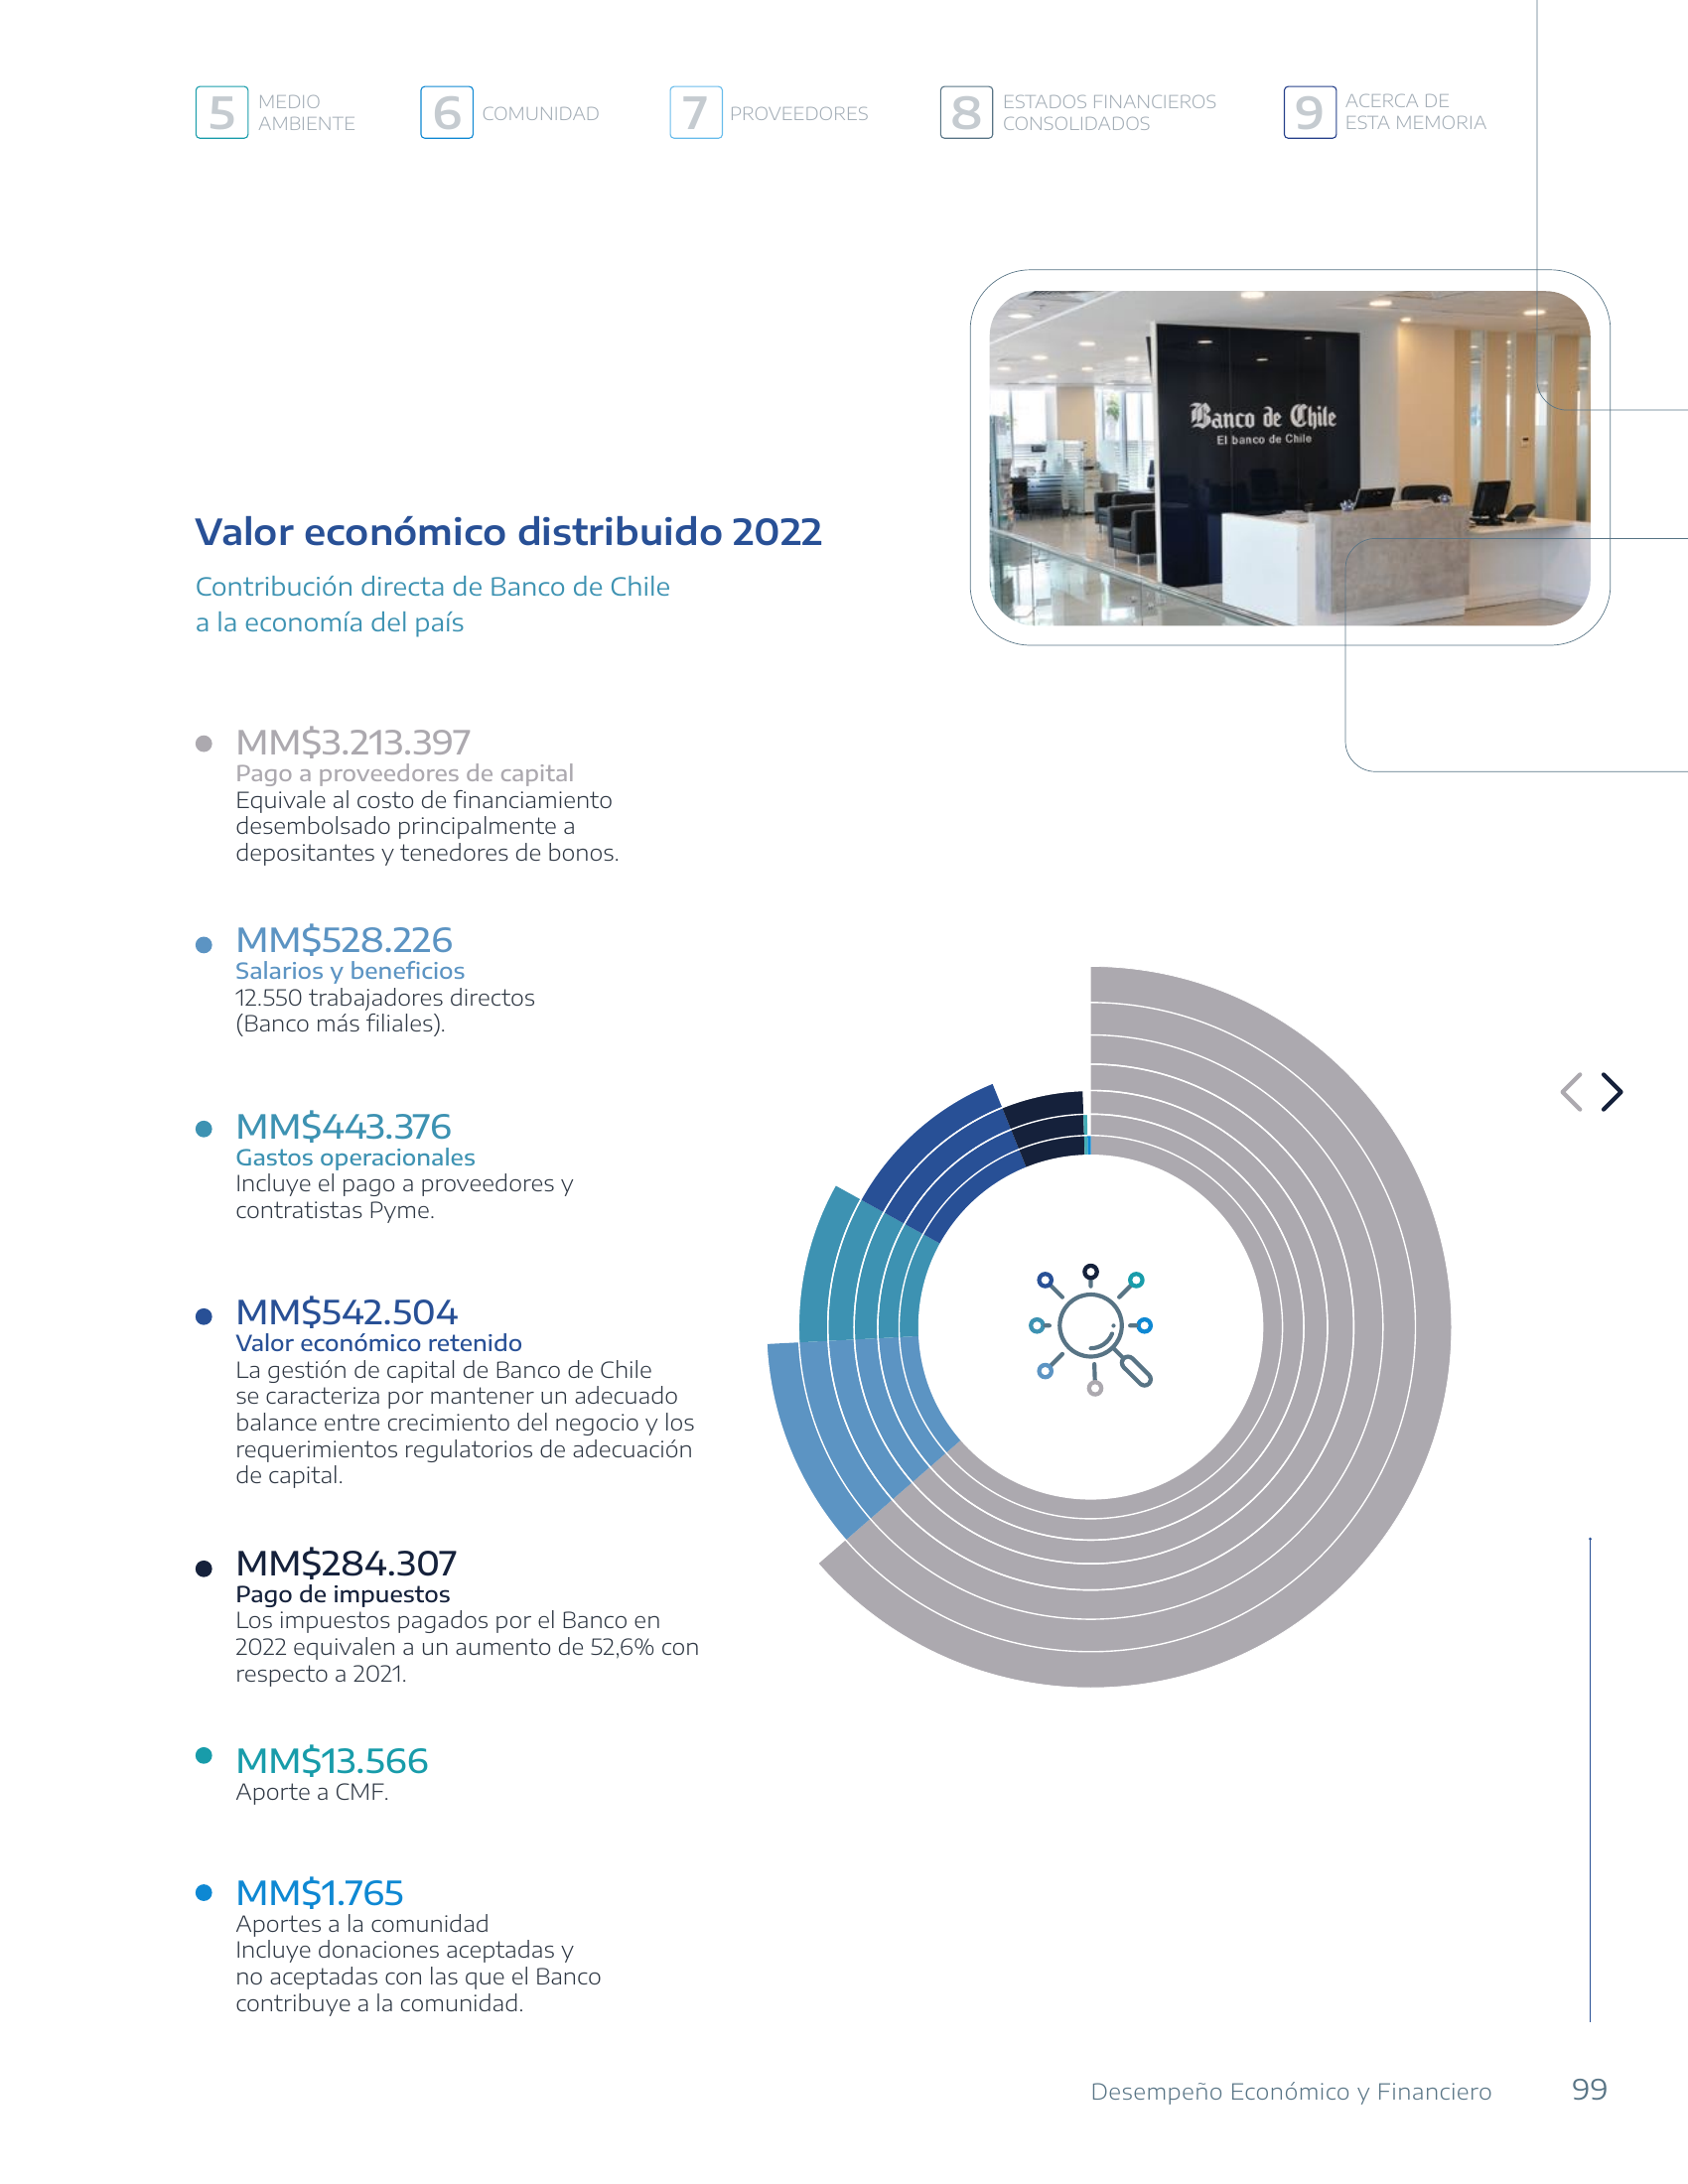 5 MEDIO
AMBIENTE
6 COMUNIDAD
7 PROVEEDORES
8 ESTADOS FINANCIEROS
CONSOLIDADOS
9 ACERCA DE
ESTA MEMORIA
Banco de Chile
El banco de Chile
Valor económico distribuido 2022
Contribución directa de Banco de Chile
a la economía del país
MM$3.213.397
Pago a proveedores de capital
Equivale al costo de financiamiento
desembolsado principalmente a
depositantes y tenedores de bonos.
MM$528.226
Salarios y beneficios
12.550 trabajadores directos
(Banco más filiales).
MM$443.376
Gastos operacionales
Incluye el pago a proveedores y
contratistas Pyme.
MM$542.504
Valor económico retenido
La gestión de capital de Banco de Chile
se caracteriza por mantener un adecuado
balance entre crecimiento del negocio y los
requerimientos regulatorios de adecuación
de capital.
MM$284.307
Pago de impuestos
Los impuestos pagados por el Banco en
2022 equivalen a un aumento de 52,6% con
respecto a 2021.
MM$13.566
Aporte a CMF.
MM$1.765
Aportes a la comunidad
Incluye donaciones aceptadas y
no aceptadas con las que el Banco
contribuye a la comunidad.
Desempeño Económico y Financiero 99